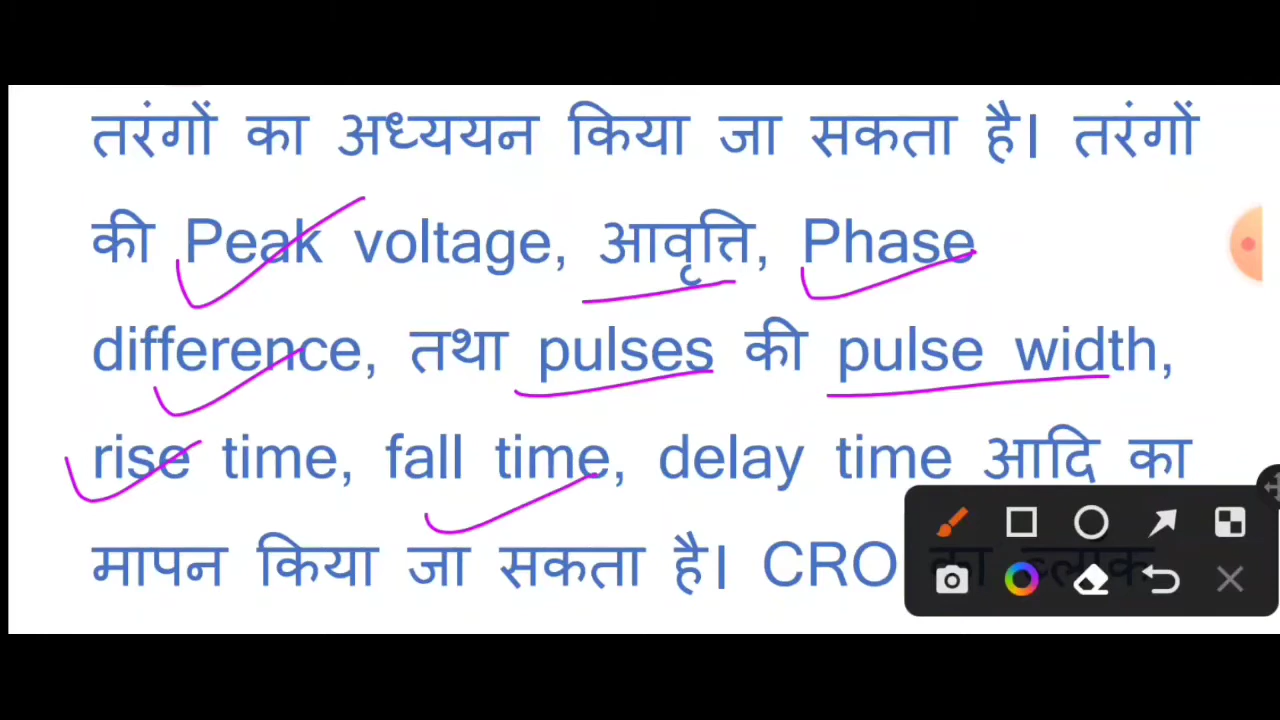 तरंगों का अध्ययन किया जा सकता है। तरंगों
की Peak voltage, आवृत्ति, Phase
difference, तथा pulses की pulse width,
rise time, fall time, delay time आदि का
मापन किया जा सकता है। CRO का ब्लॉक